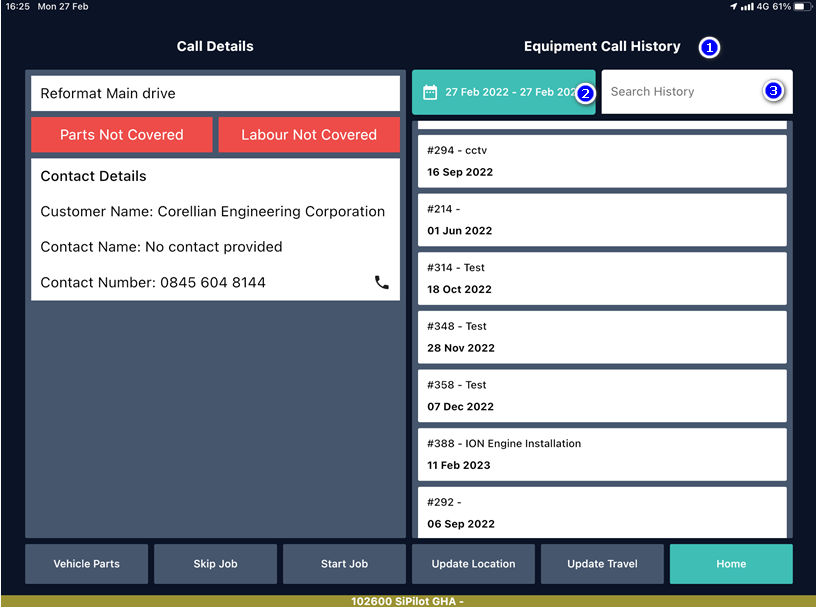 16:25 Mon 27 Feb
4G 61%
Call Details
Equipment Call History
1
Reformat Main drive
27 Feb 2022 - 27 Feb 202
2
Search History
3
Parts Not Covered
Labour Not Covered
Contact Details
Customer Name: Corellian Engineering Corporation
Contact Name: No contact provided
Contact Number: 0845 604 8144
#294 - cctv
16 Sep 2022
#214 -
01 Jun 2022
#314 - Test
18 Oct 2022
#348 - Test
28 Nov 2022
#358 - Test
07 Dec 2022
#388 - ION Engine Installation
11 Feb 2023
#292 -
06 Sep 2022
Vehicle Parts
Skip Job
Start Job
Update Location
Update Travel
Home
102600 SiPilot GHA -